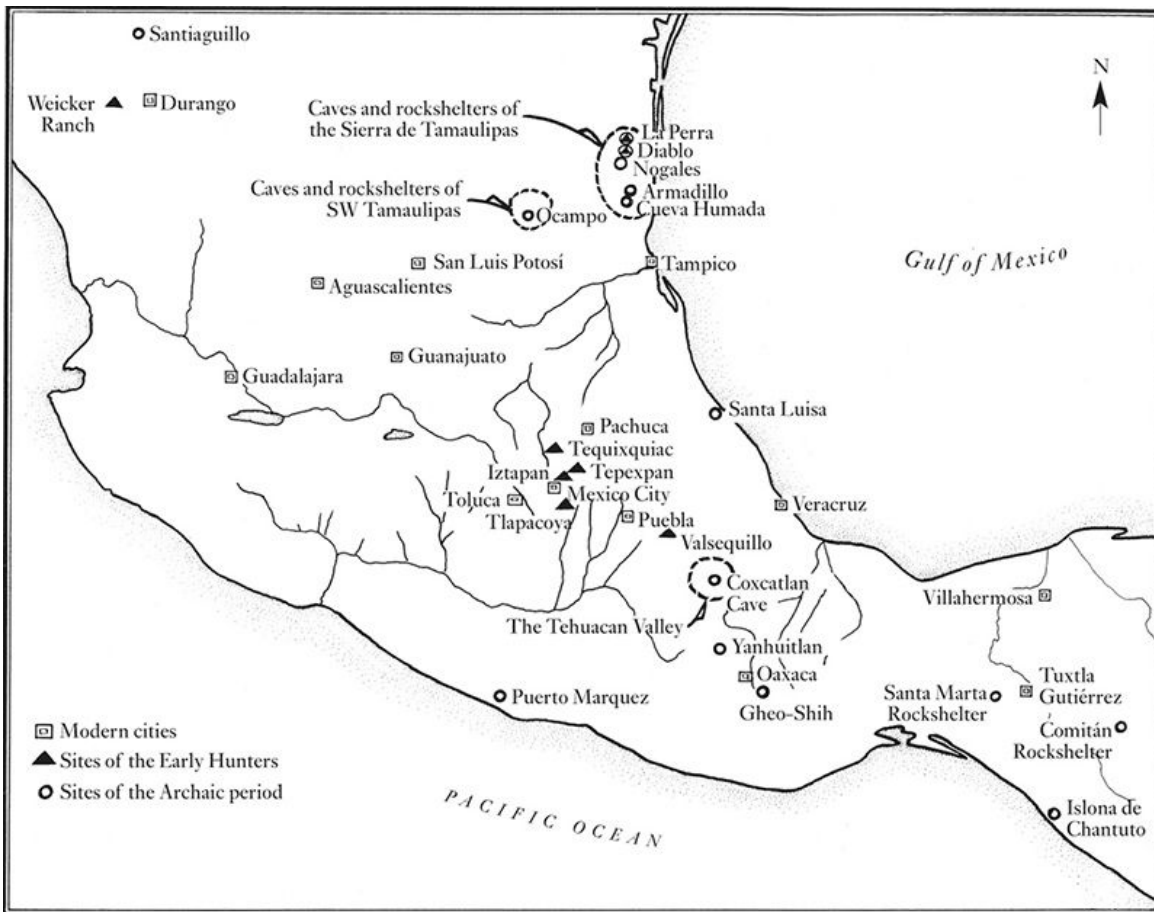 Santiaguillo
Weicker
Ranch
Durango
Caves and rockshelters of
the Sierra de Tamaulipas
La Perra
Diablo
Nogales
Armadillo
Cueva Humada
Caves and rockshelters of
SW Tamaulipas
Ocampo
N
Gulf of Mexico
San Luis Potosí
Tampico
Aguascalientes
Guanajuato
Guadalajara
Santa Luisa
Pachuca
Tequixquiac
Iztapan
Tepexpan
Mexico City
Toluca
Tlapacoya
Puebla
Veracruz
Valsequillo
Coxcatlan
Cave
The Tehuacan Valley
Villahermosa
Yanhuitlan
Oaxaca
Gheo-Shih
Puerto Marquez
Santa Marta
Rockshelter
Tuxtla
Gutiérrez
Comitán
Rockshelter
Islona de
Chantuto
Modern cities
Sites of the Early Hunters
Sites of the Archaic period
PACIFIC OCEAN